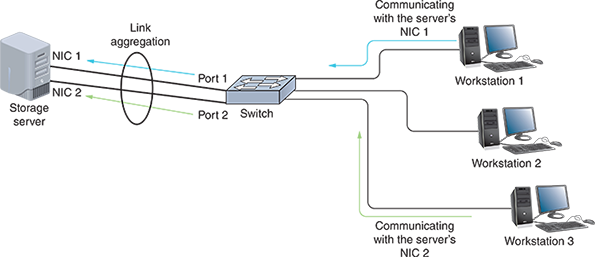 Communicating
with the server's
NIC 1
Link
aggregation
NIC 1
Port 1
Workstation 1
NIC 2
Storage
server
Port 2
Switch
Workstation 2
Communicating
with the server's
NIC 2
Workstation 3